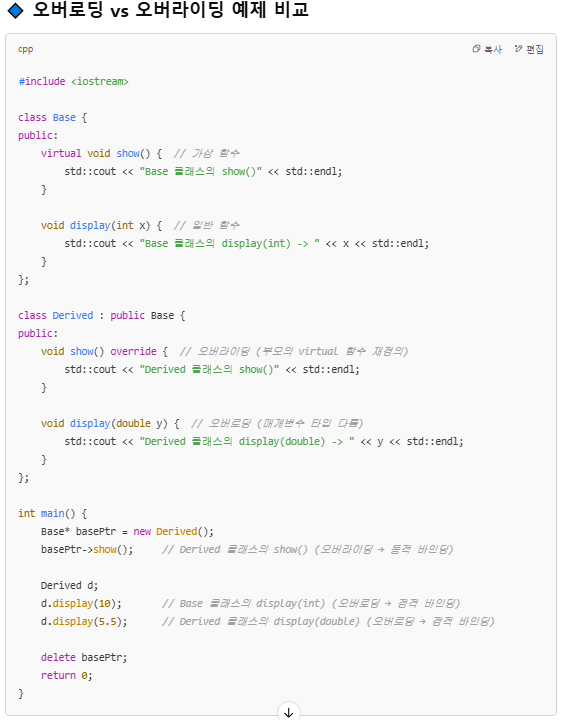 오버로딩 vs 오버라이딩 예제 비교
cpp 복사 편집
#include <iostream>
class Base {
public:
    virtual void show() {  // 가상 함수
        std::cout << "Base 클래스의 show()" << std::endl;
    }
    void display(int x) {  // 일반 함수
        std::cout << "Base 클래스의 display(int) -> " << x << std::endl;
    }
};
class Derived : public Base {
public:
    void show() override {  // 오버라이딩 (부모의 virtual 함수 재정의)
        std::cout << "Derived 클래스의 show()" << std::endl;
    }
    void display(double y) {  // 오버로딩 (매개변수 타입 다름)
        std::cout << "Derived 클래스의 display(double) -> " << y << std::endl;
    }
};
int main() {
    Base* basePtr = new Derived();
    basePtr->show();     // Derived 클래스의 show() (오버라이딩 → 동적 바인딩)
    Derived d;
    d.display(10);       // Base 클래스의 display(int) (오버로딩 → 정적 바인딩)
    d.display(5.5);      // Derived 클래스의 display(double) (오버로딩 → 정적 바인딩)
    delete basePtr;
    return 0;
}